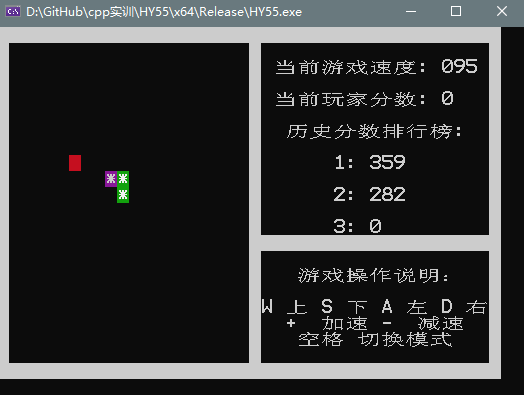 D:\GitHub\cpp实训\HY55\x64\Release\HY55.exe
当前游戏速度: 095
当前玩家分数: 0
历史分数排行榜:
1: 359
2: 282
3: 0
游戏操作说明:
W 上 S 下 A 左 D 右
+ 加速 - 减速
空格 切换模式